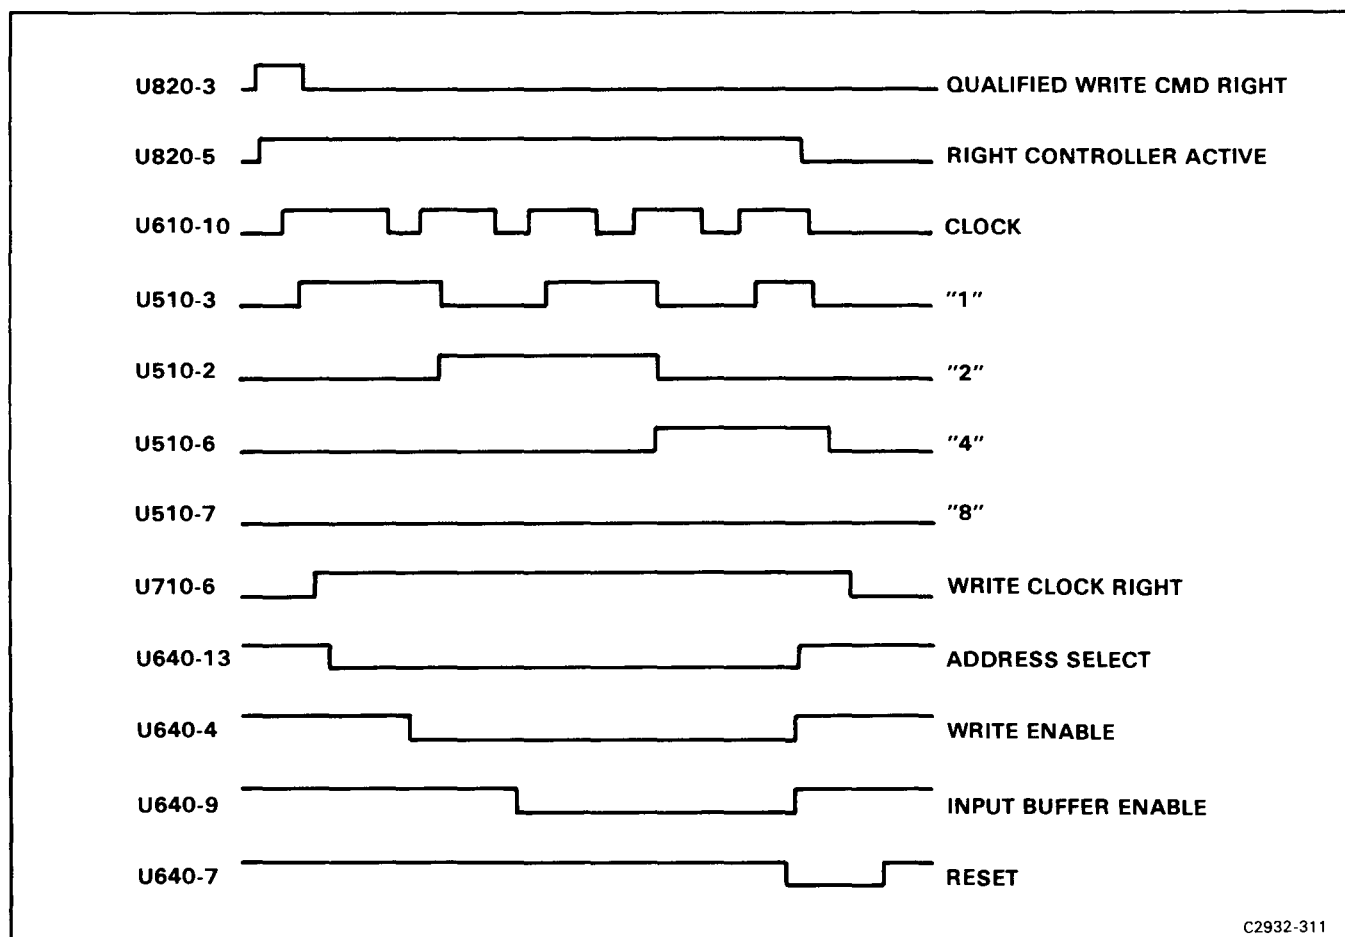 U820-3 QUALIFIED WRITE CMD RIGHT
U820-5 RIGHT CONTROLLER ACTIVE
U610-10 CLOCK
U510-3 "1"
U510-2 "2"
U510-6 "4"
U510-7 "8"
U710-6 WRITE CLOCK RIGHT
U640-13 ADDRESS SELECT
U640-4 WRITE ENABLE
U640-9 INPUT BUFFER ENABLE
U640-7 RESET
C2932-311